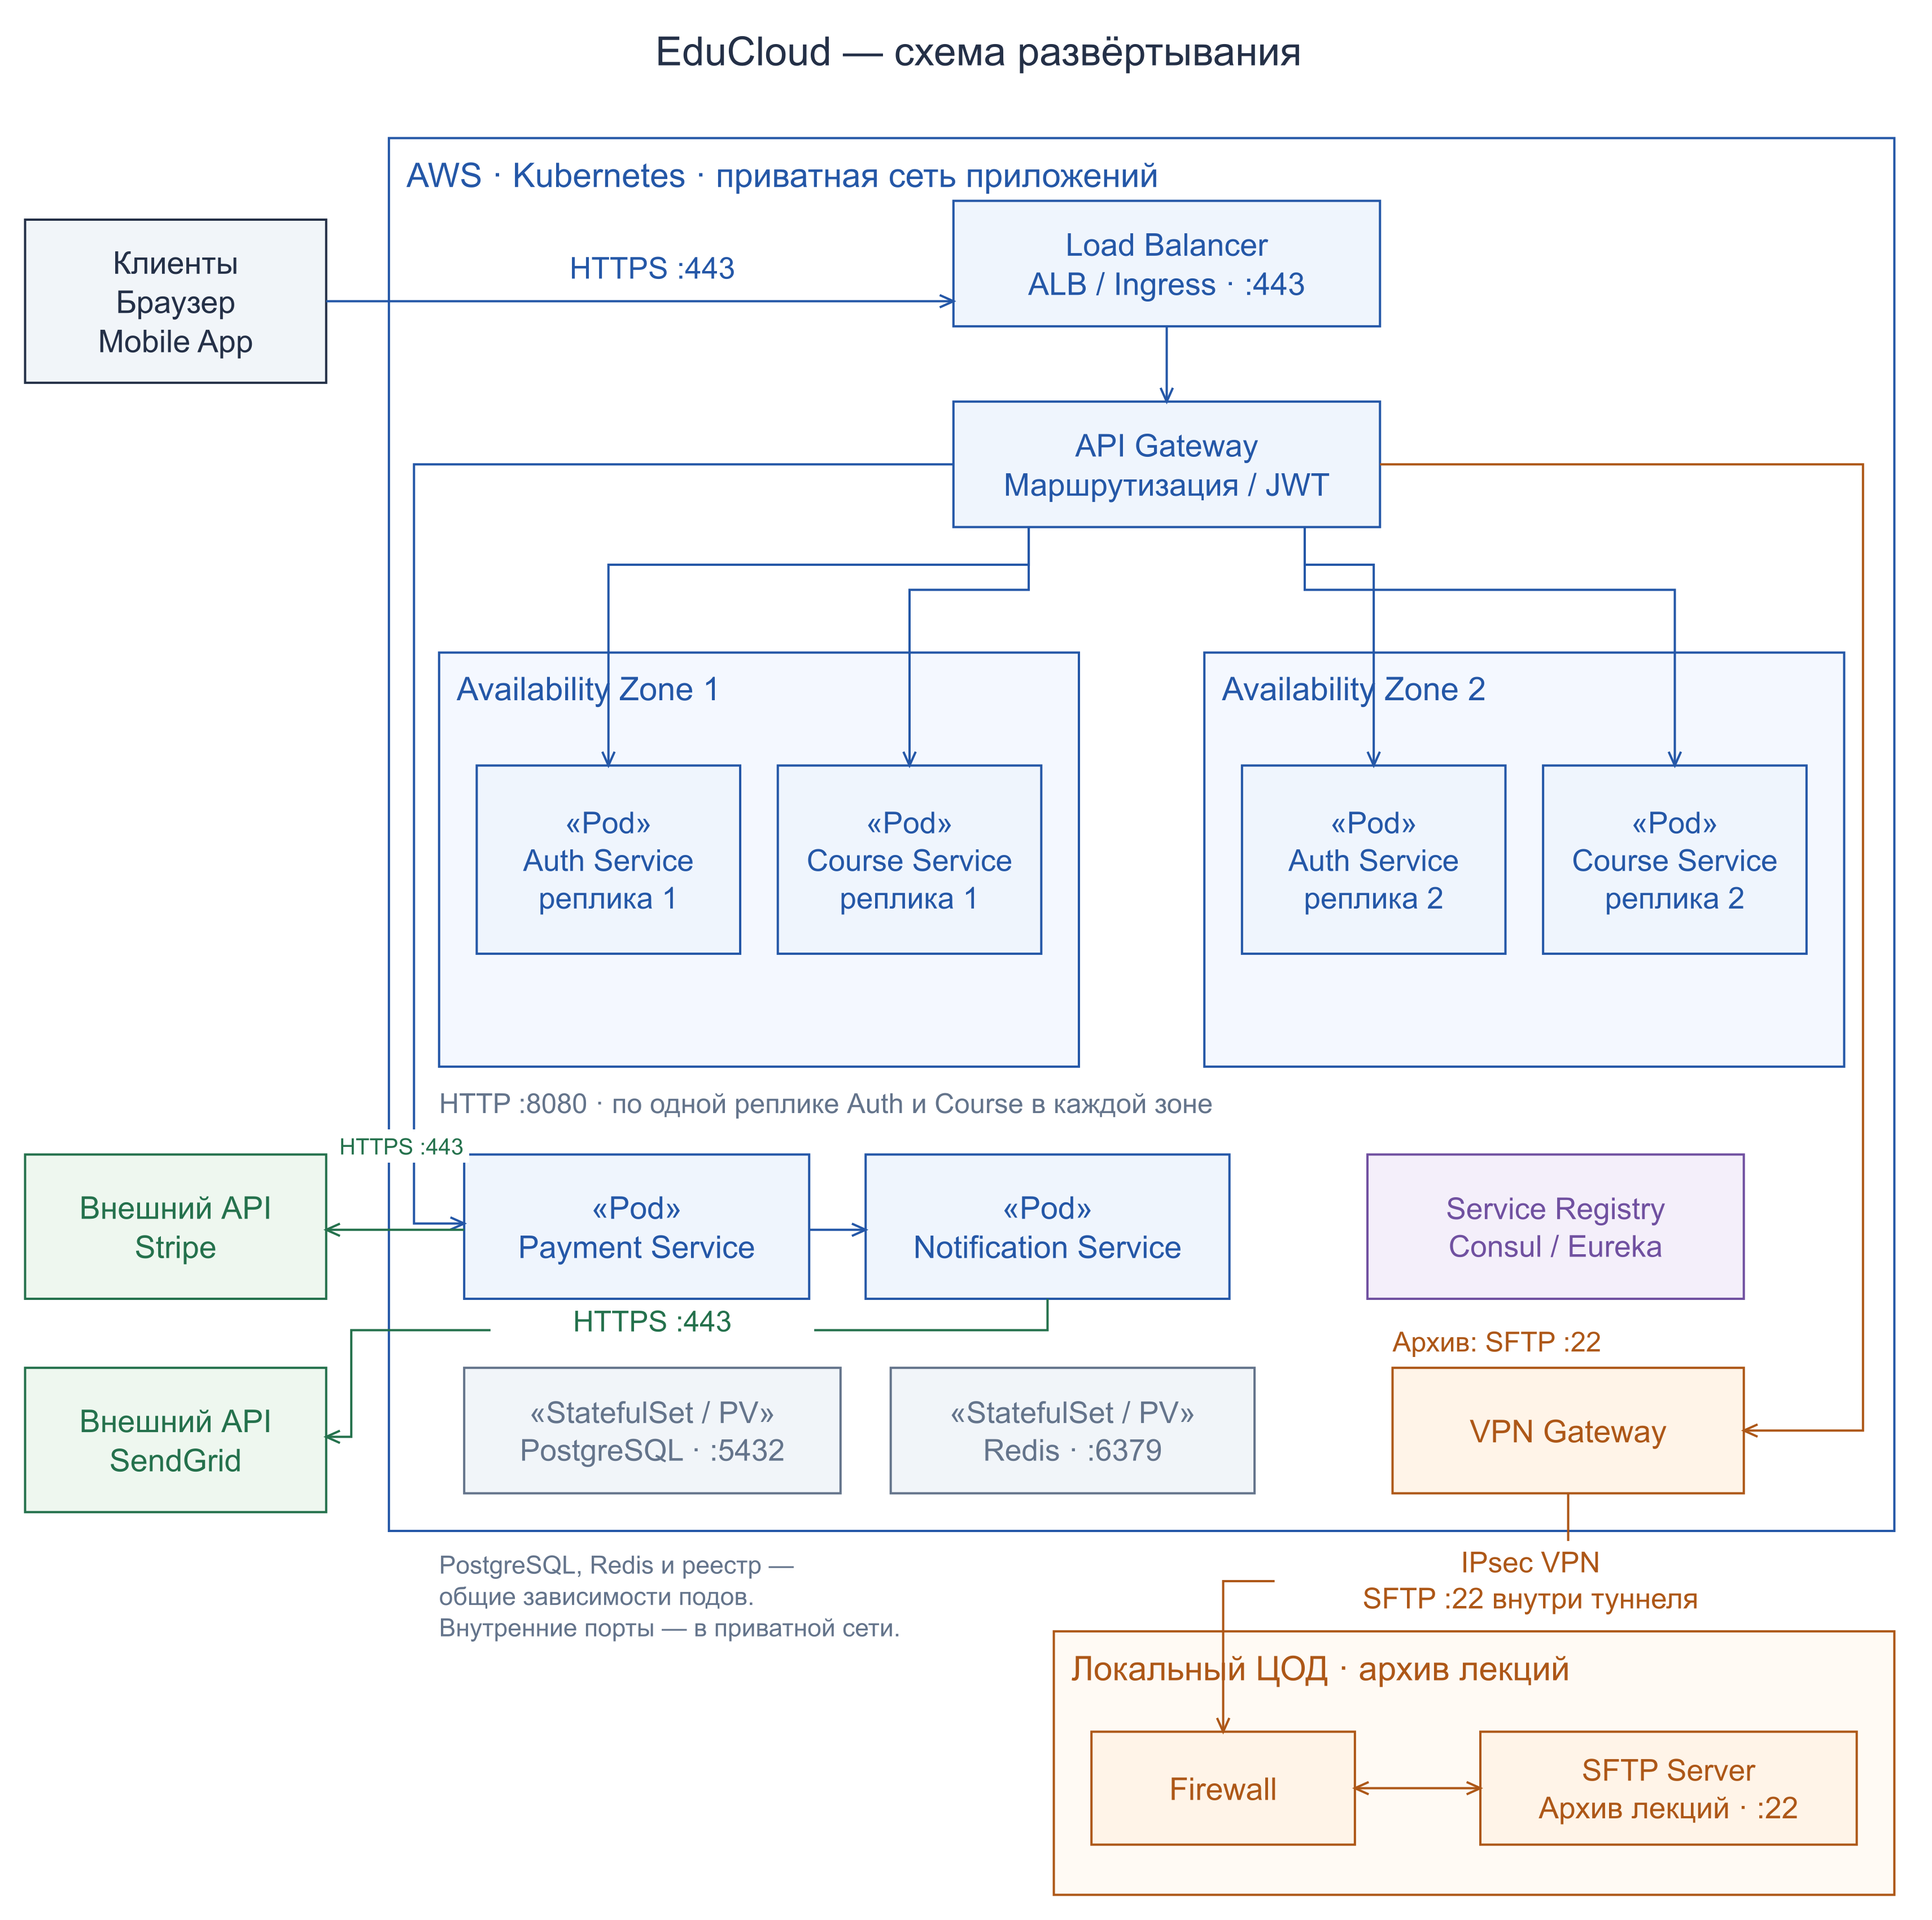 EduCloud — схема развёртывания
AWS · Kubernetes · приватная сеть приложений
Клиенты
Браузер
Mobile App
HTTPS :443
Load Balancer
ALB / Ingress · :443
API Gateway
Маршрутизация / JWT
Availability Zone 1
«Pod»
Auth Service
реплика 1
«Pod»
Course Service
реплика 1
Availability Zone 2
«Pod»
Auth Service
реплика 2
«Pod»
Course Service
реплика 2
HTTP :8080 · по одной реплике Auth и Course в каждой зоне
HTTPS :443
Внешний API
Stripe
«Pod»
Payment Service
«Pod»
Notification Service
Service Registry
Consul / Eureka
HTTPS :443
Архив: SFTP :22
Внешний API
SendGrid
«StatefulSet / PV»
PostgreSQL · :5432
«StatefulSet / PV»
Redis · :6379
VPN Gateway
PostgreSQL, Redis и реестр —
общие зависимости подов.
Внутренние порты — в приватной сети.
IPsec VPN
SFTP :22 внутри туннеля
Локальный ЦОД · архив лекций
Firewall
SFTP Server
Архив лекций · :22